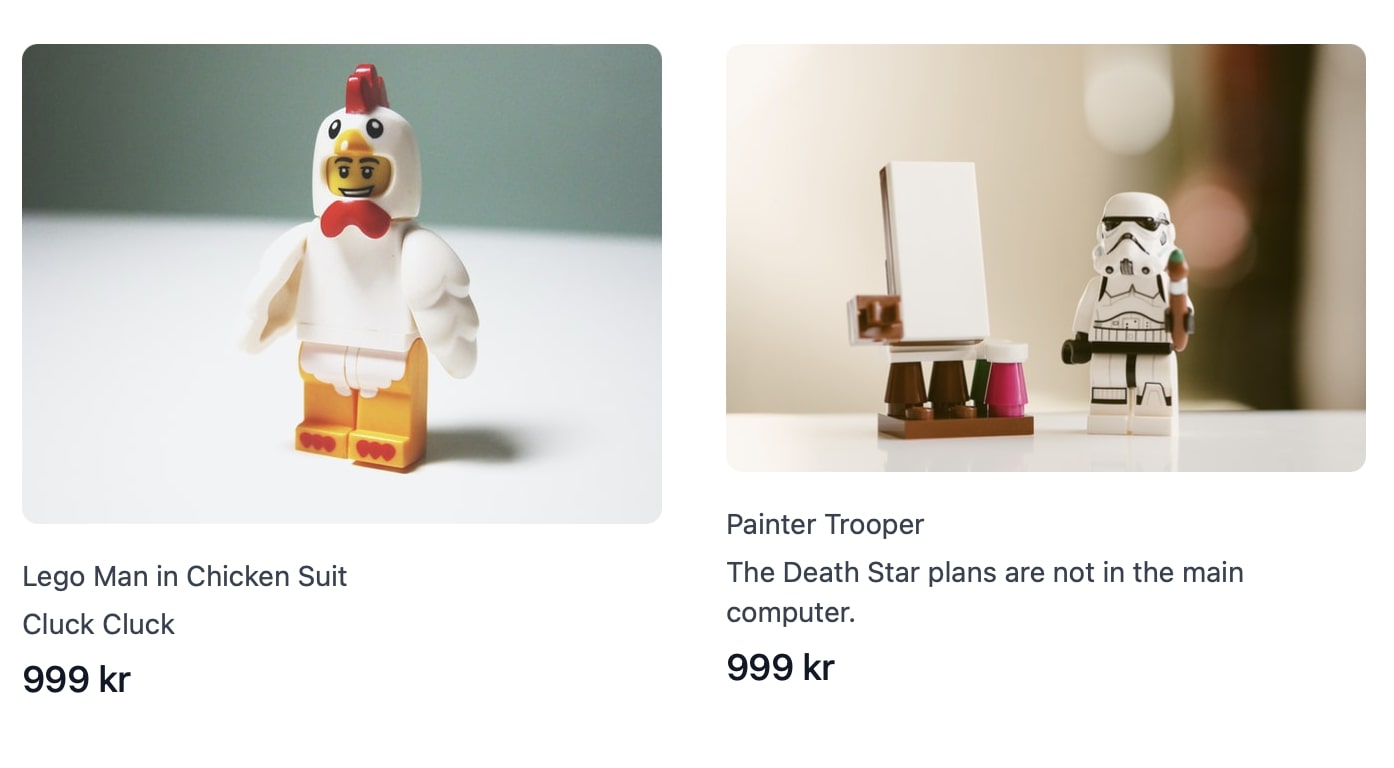 Lego Man in Chicken Suit
Cluck Cluck
999 kr
Painter Trooper
The Death Star plans are not in the main
computer.
999 kr